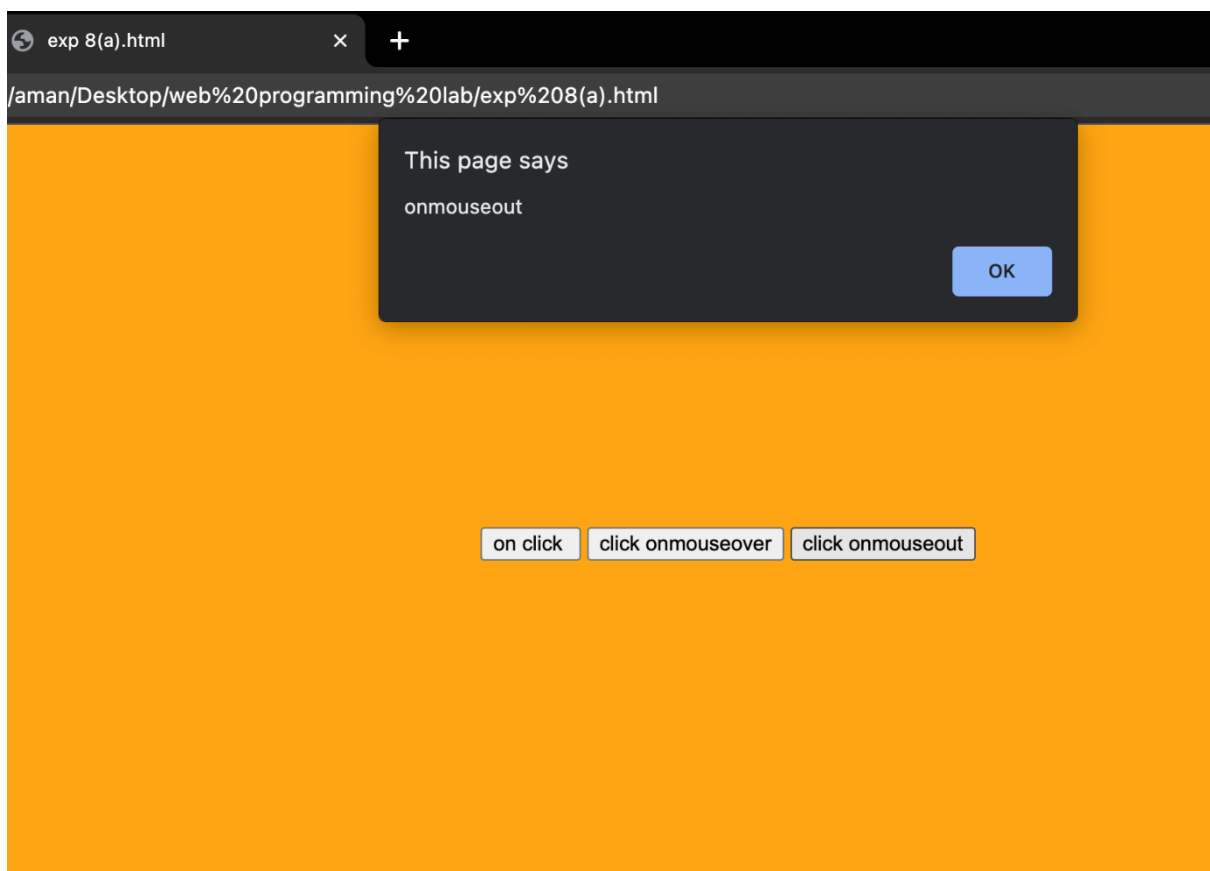 exp 8(a).html
/aman/Desktop/web%20programming%20lab/exp%208(a).html
This page says
onmouseout
OK
on click click onmouseover click onmouseout